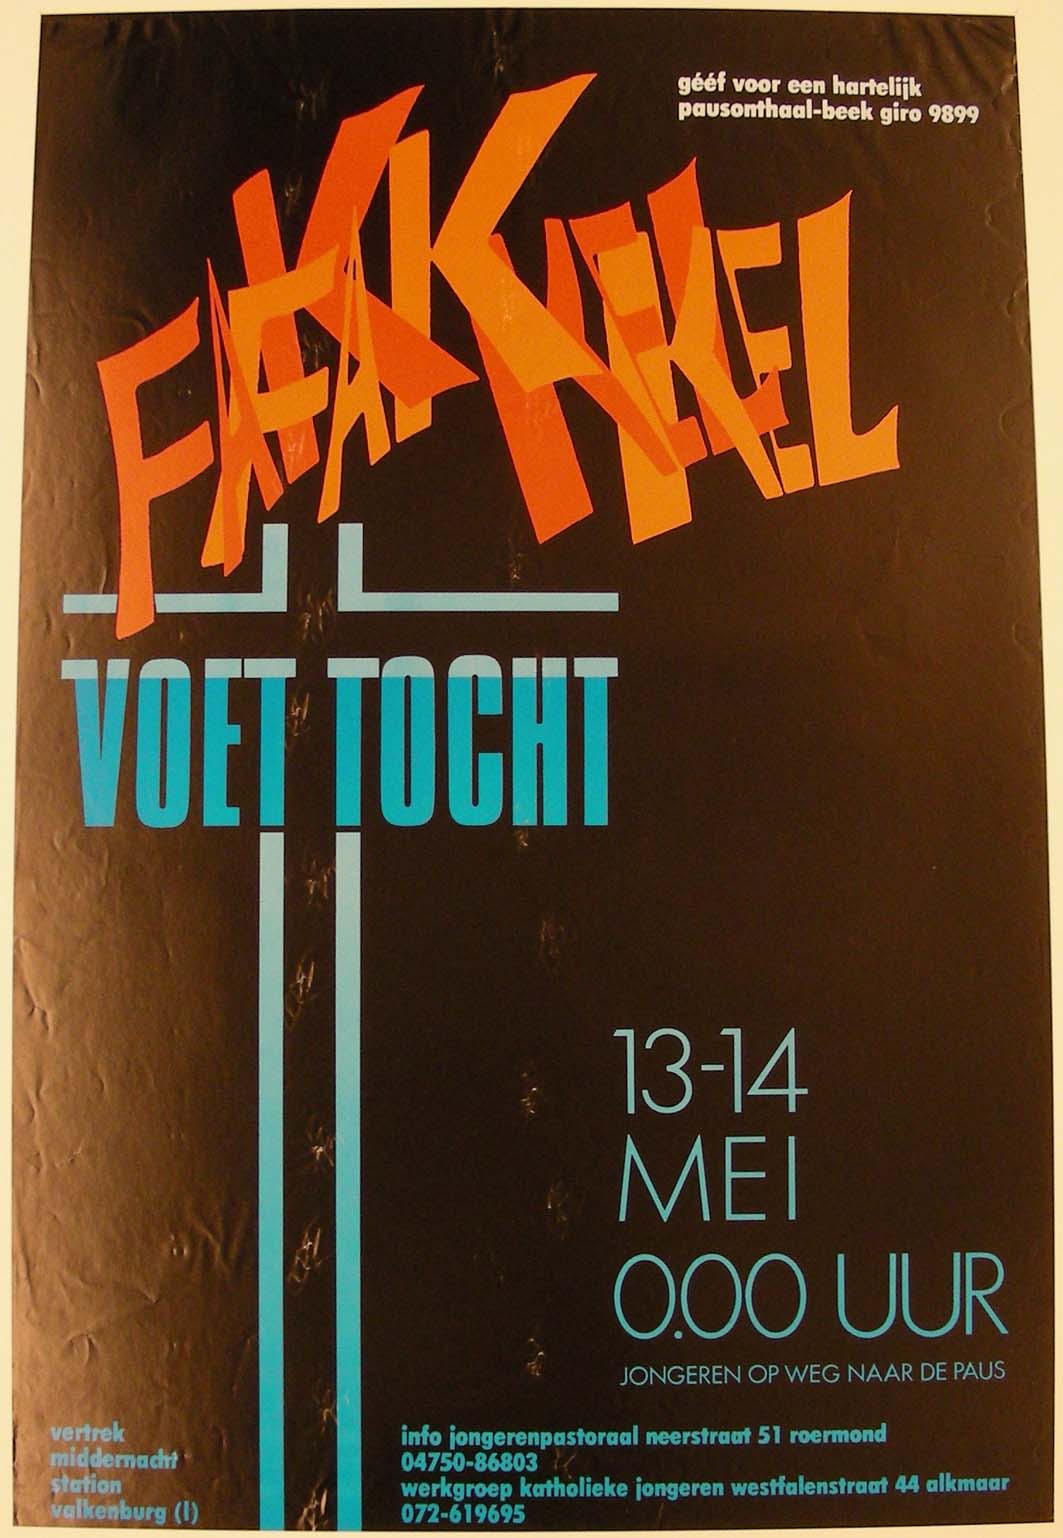 gééf voor een hartelijk
pausonthaal-beek giro 9899
FAKKEL
FAKKEL
VOET TOCHT
13-14
MEI
0.00 UUR
JONGEREN OP WEG NAAR DE PAUS
vertrek
middernacht
station
valkenburg (l)
info jongerenpastoraal neerstraat 51 roermond
04750-86803
werkgroep katholieke jongeren westfalenstraat 44 alkmaar
072-619695